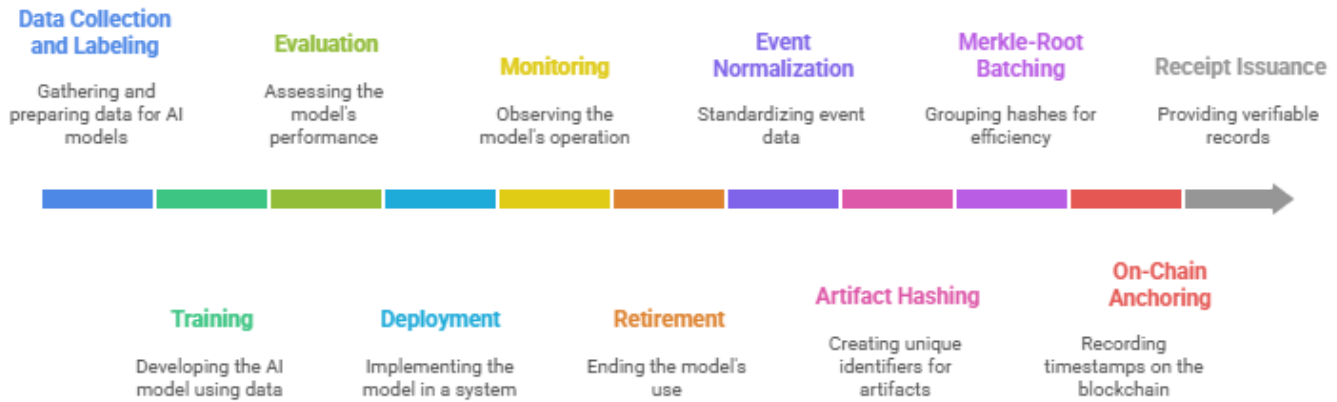 Data Collection
and Labeling
Gathering and
preparing data for AI
models
Evaluation
Assessing the
model's
performance
Monitoring
Observing the
model's operation
Event
Normalization
Standardizing event
data
Merkle-Root
Batching
Grouping hashes for
efficiency
Receipt Issuance
Providing verifiable
records
Training
Developing the AI
model using data
Deployment
Implementing the
model in a system
Retirement
Ending the model's
use
Artifact Hashing
Creating unique
identifiers for
artifacts
On-Chain
Anchoring
Recording
timestamps on the
blockchain